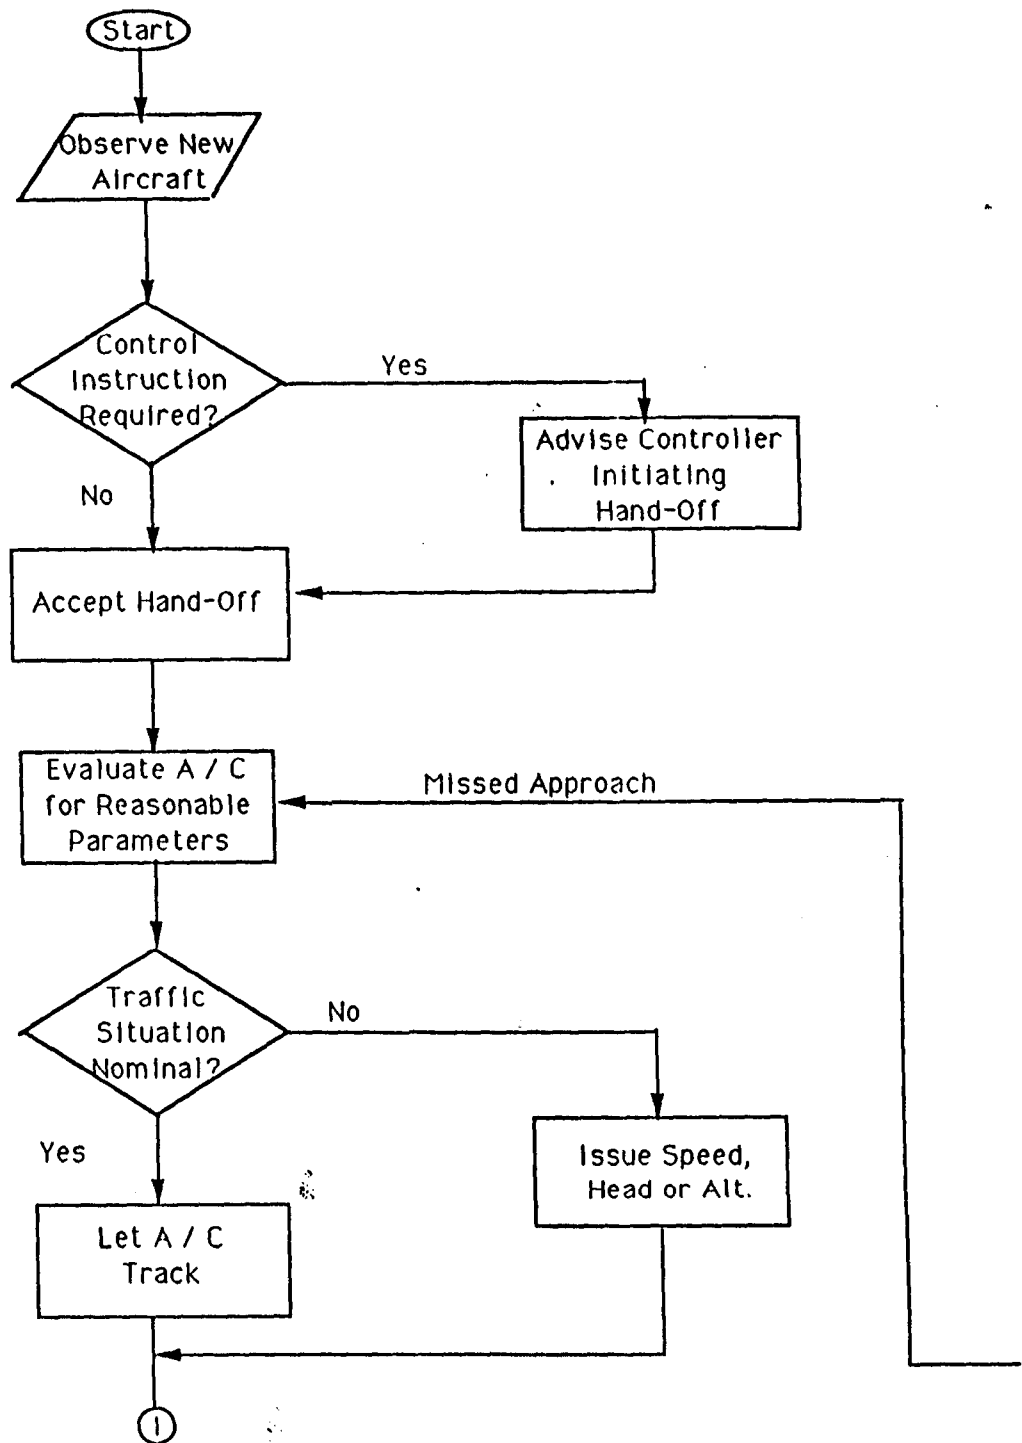 Start
Observe New
Aircraft
Control
Instruction
Required?
Yes
Advise Controller
Initiating
Hand-Off
No
Accept Hand-Off
Evaluate A / C
for Reasonable
Parameters
Missed Approach
Traffic
Situation
Nominal?
No
Yes
Issue Speed,
Head or Alt.
Let A / C
Track
1